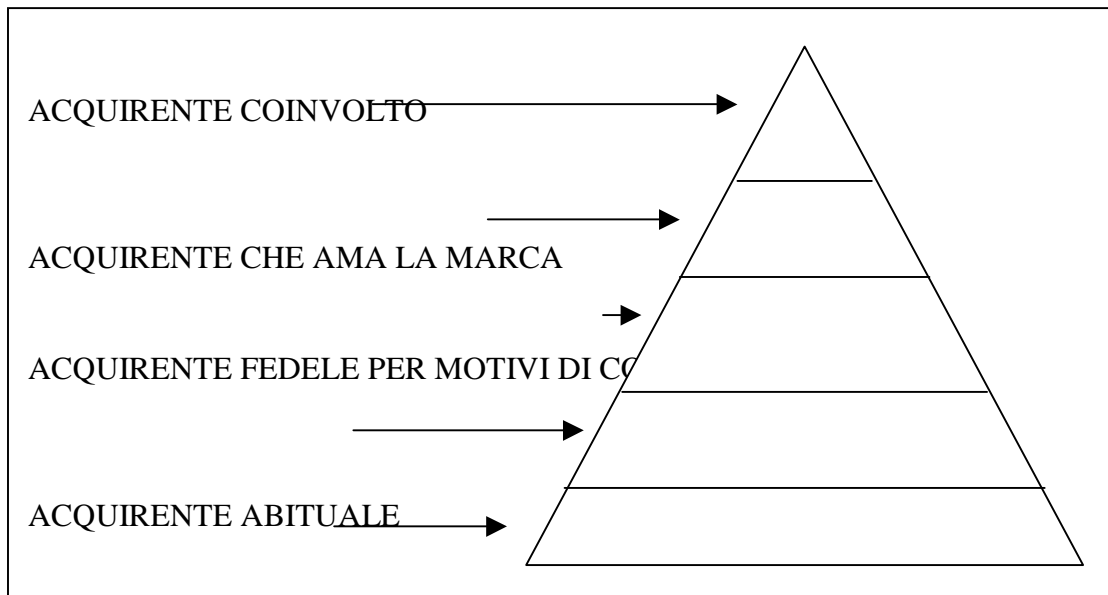 ACQUIRENTE COINVOLTO
ACQUIRENTE CHE AMA LA MARCA
ACQUIRENTE FEDELE PER MOTIVI DI
ACQUIRENTE ABITUALE